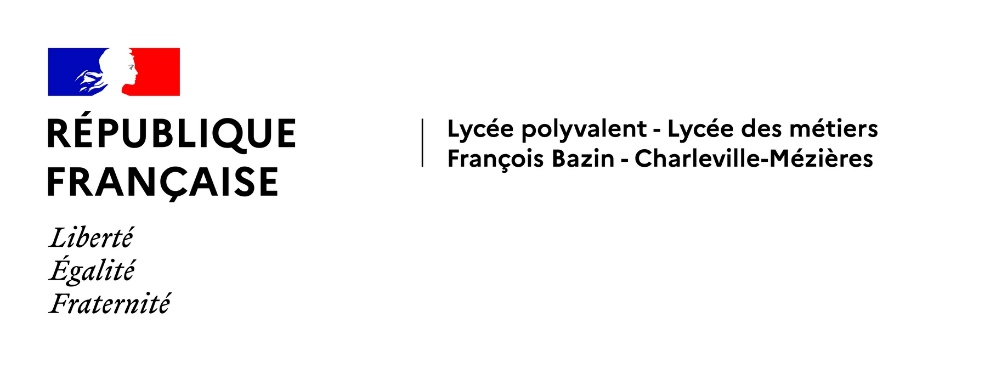 RÉPUBLIQUE
FRANÇAISE
Liberté
Égalité
Fraternité
Lycée polyvalent - Lycée des métiers
François Bazin - Charleville-Mézières